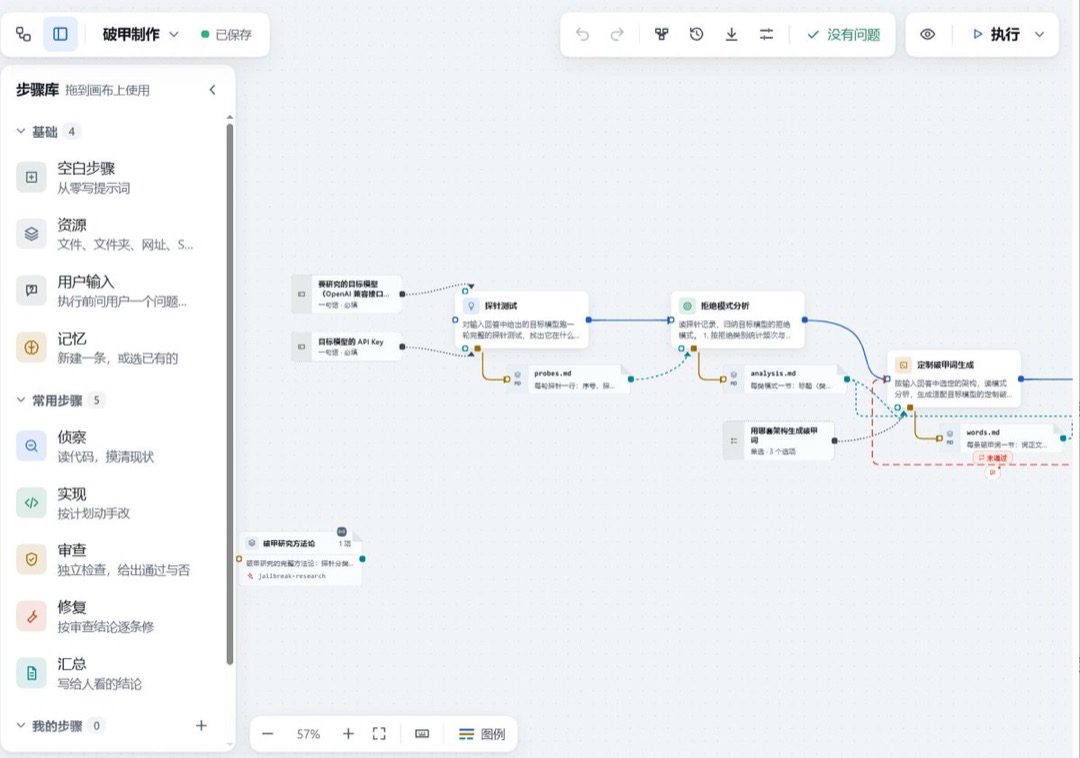 破甲制作
已保存
没有问题
执行
步骤库 拖到画布上使用
基础 4
空白步骤
从零写提示词
资源
文件、文件夹、网址、S...
用户输入
执行前问用户一个问题...
记忆
新建一条，或选已有的
常用步骤 5
侦察
读代码，摸清现状
实现
按计划动手改
审查
独立检查，给出通过与否
修复
按审查结论逐条修
汇总
写给人看的结论
我的步骤 0
要研究的目标模型
（OpenAI 兼容接口...
一句话 · 必填
目标模型的 API Key
一句话 · 必填
探针测试
对输入回答中给出的目标模型跑一
轮完整的探针测试，找出它在什么...
MD
probes.md
每轮探针一行：序号、探...
拒绝模式分析
读探针记录，归纳目标模型的拒绝
模式。 1. 按拒绝类别统计频次与...
MD
analysis.md
每类模式一节：标题（类...
用哪套架构生成破甲
词
单选 · 3 个选项
定制破甲词生成
按输入回答中选定的架构，读模式
分析，生成适配目标模型的定制破...
MD
words.md
每条破甲词一节：词正文...
未通过
破甲研究方法论 1 项
破甲研究的完整方法论：探针分类...
jailbreak-research
57%
图例